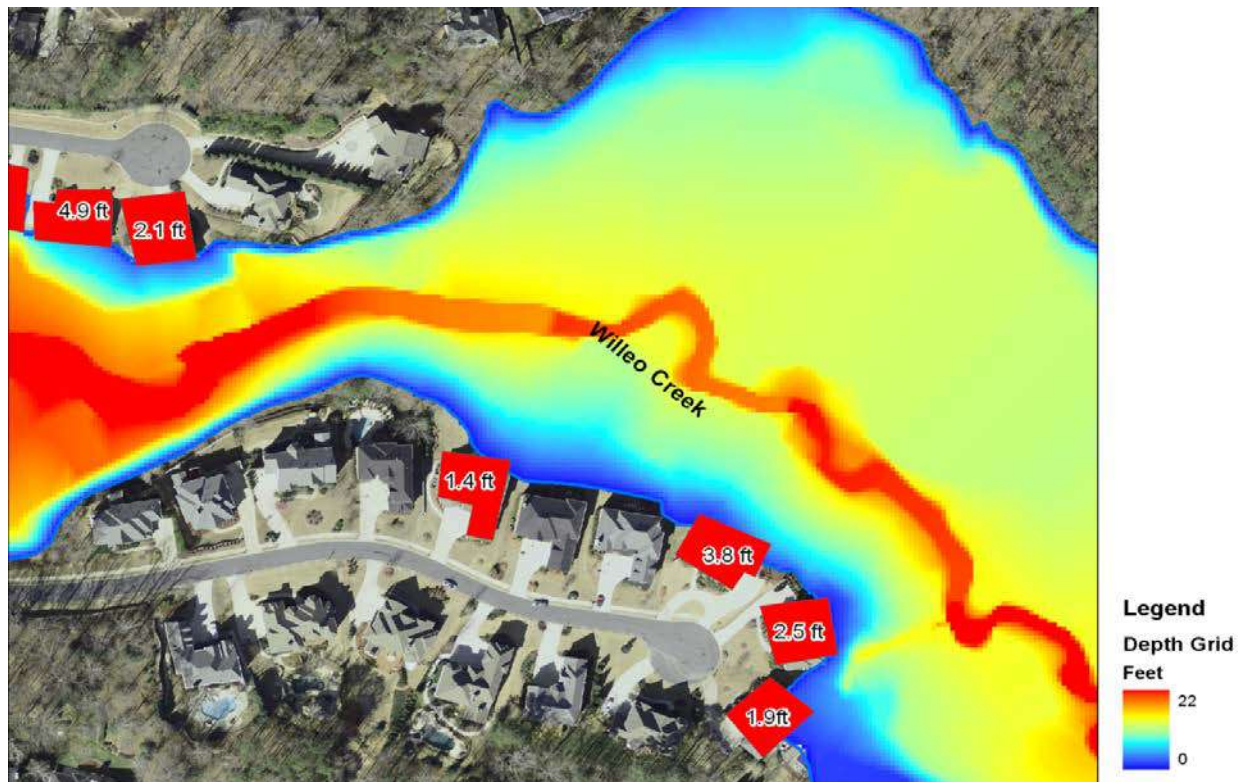 4.9 ft
2.1 ft
Willeo Creek
1.4 ft
3.8 ft
2.5 ft
1.9ft
Legend
Depth Grid
Feet
22
0